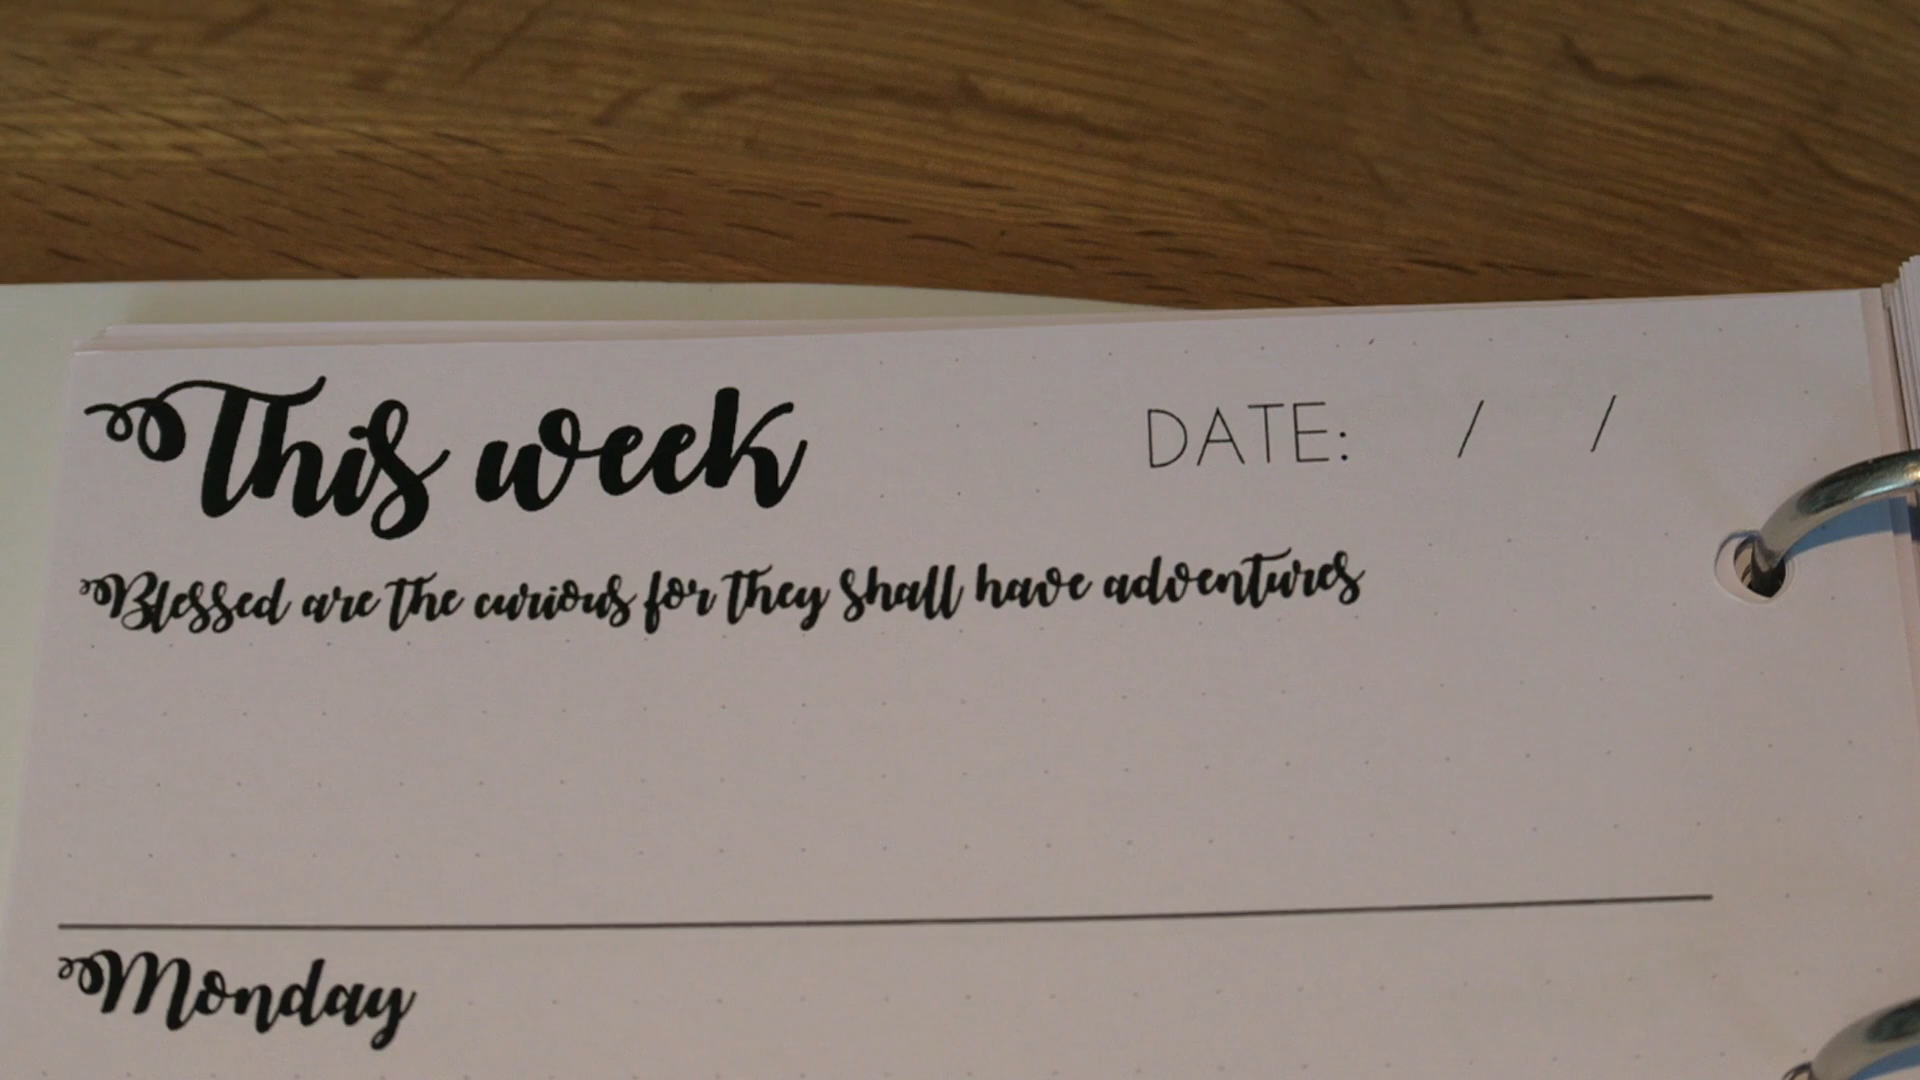 This week
DATE: / /
Blessed are the curious for they shall have adventures
Monday